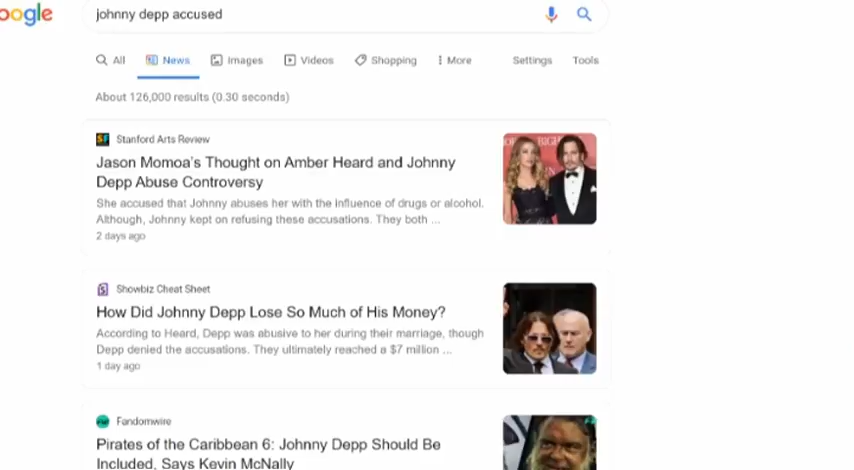 oogle
johnny depp accused
All News Images Videos Shopping More Settings Tools
About 126,000 results (0.30 seconds)
Stanford Arts Review
Jason Momoa's Thought on Amber Heard and Johnny
Depp Abuse Controversy
She accused that Johnny abuses her with the influence of drugs or alcohol.
Although, Johnny kept on refusing these accusations. They both ...
2 days ago
Showbiz Cheat Sheet
How Did Johnny Depp Lose So Much of His Money?
According to Heard, Depp was abusive to her during their marriage, though
Depp denied the accusations. They ultimately reached a $7 million ...
1 day ago
Fandomwire
Pirates of the Caribbean 6: Johnny Depp Should Be
Included, Says Kevin McNally